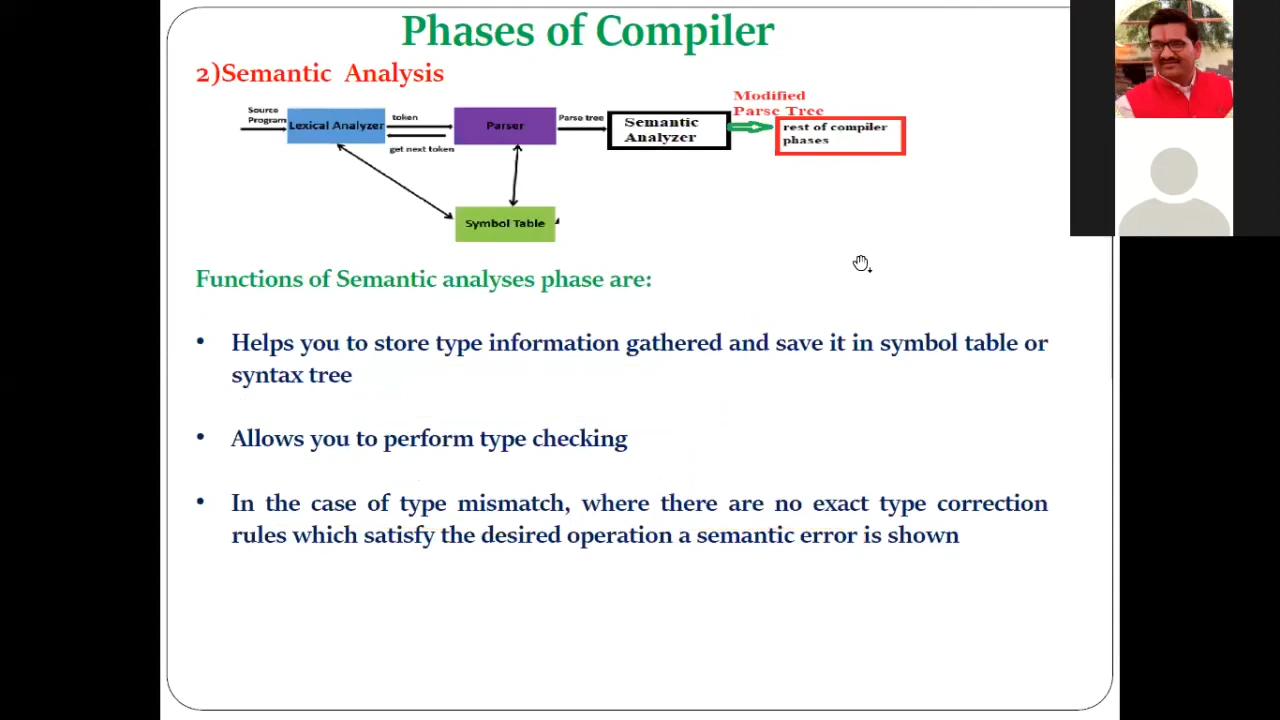 Phases of Compiler
2)Semantic Analysis
Source
Program
Lexical Analyzer
token
get next token
Parser
Parse tree
Semantic
Analyzer
Modified
Parse Tree
rest of compiler
phases
Symbol Table
Functions of Semantic analyses phase are:
• Helps you to store type information gathered and save it in symbol table or
syntax tree
• Allows you to perform type checking
• In the case of type mismatch, where there are no exact type correction
rules which satisfy the desired operation a semantic error is shown